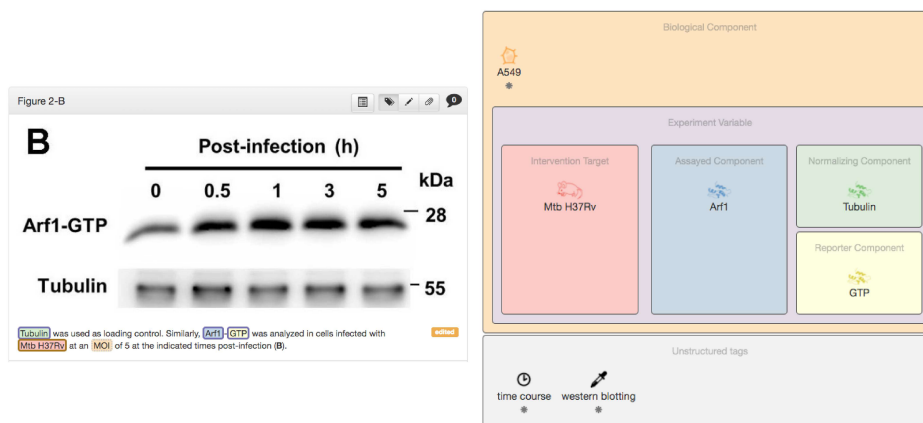 Figure 2-B
0
B
Post-infection (h)
0 0.5 1 3 5 kDa
Arf1-GTP
28
Tubulin
55
Tubulin was used as loading control. Similarly, Arf1-GTP was analyzed in cells infected with
edited
Mtb H37Rv at an MOI of 5 at the indicated times post-infection (B).
Biological Component
A549
Experiment Variable
Intervention Target
Mtb H37Rv
Assayed Component
Arf1
Normalizing Component
Tubulin
Reporter Component
GTP
Unstructured tags
time course
western blotting